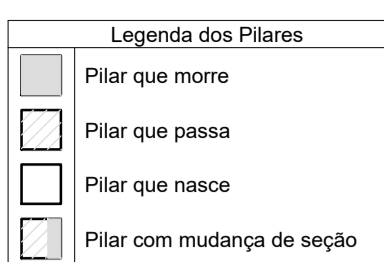 Legenda dos Pilares
Pilar que morre
Pilar que passa
Pilar que nasce
Pilar com mudança de seção